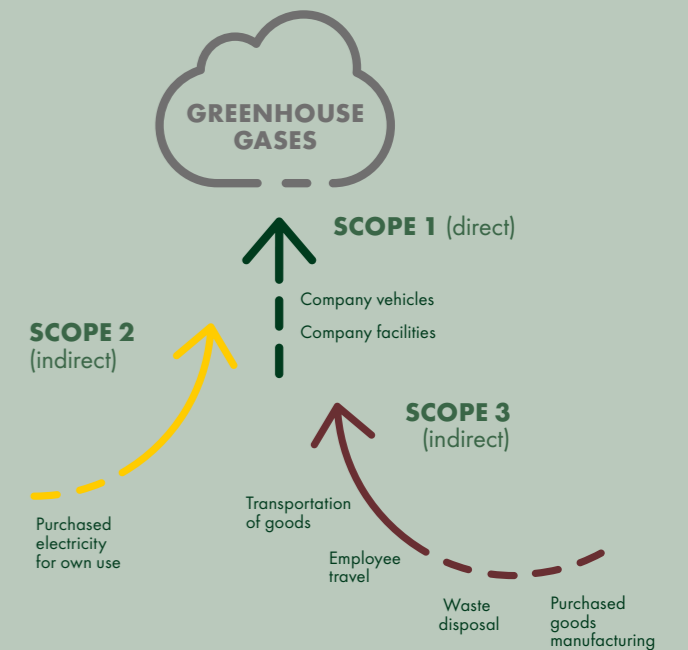 GREENHOUSE
GASES
SCOPE 1 (direct)
Company vehicles
Company facilities
SCOPE 2
(indirect)
Purchased
electricity
for own use
SCOPE 3
(indirect)
Transportation
of goods
Employee
travel
Waste
disposal
Purchased
goods
manufacturing